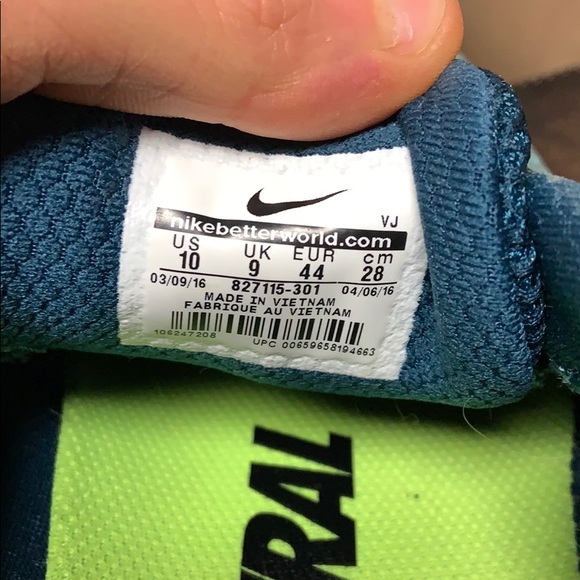 VJ
nikebetterworld.com
US UK EUR cm
10 9 44 28
03/09/16 827115-301 04/06/16
MADE IN VIETNAM
FABRIQUE AU VIETNAM
106247208 UPC 00659658194663
URAL